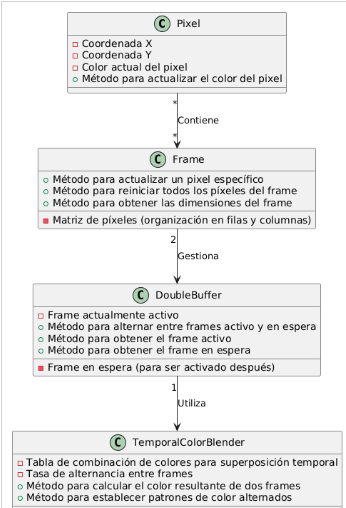 C Pixel
Coordenada X
Coordenada Y
Color actual del pixel
Método para actualizar el color del pixel
*
Contiene
*
C Frame
Método para actualizar un pixel específico
Método para reiniciar todos los píxeles del frame
Método para obtener las dimensiones del frame
Matriz de píxeles (organización en filas y columnas)
2
Gestiona
C DoubleBuffer
Frame actualmente activo
Método para alternar entre frames activo y en espera
Método para obtener el frame activo
Método para obtener el frame en espera
Frame en espera (para ser activado después)
1
Utiliza
C TemporalColorBlender
Tabla de combinación de colores para superposición temporal
Tasa de alternancia entre frames
Método para calcular el color resultante de dos frames
Método para establecer patrones de color alternados